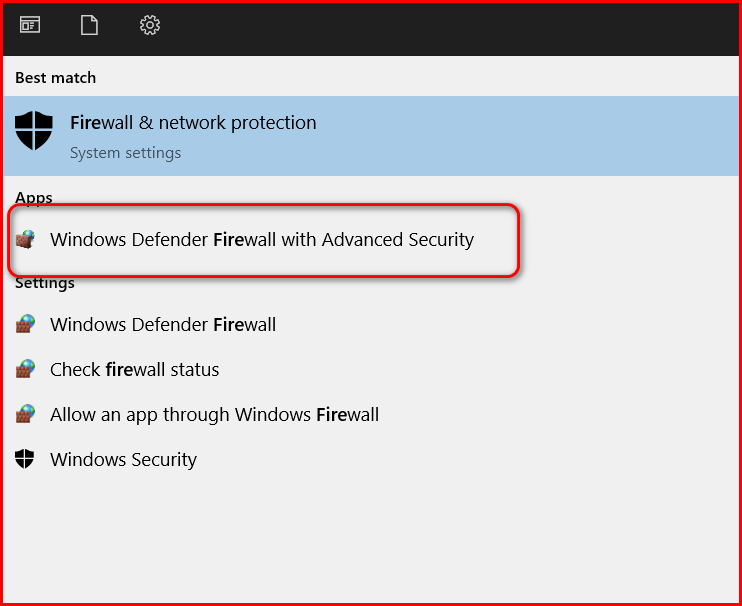 Best match
Firewall & network protection
System settings
Apps
Windows Defender Firewall with Advanced Security
Settings
Windows Defender Firewall
Check firewall status
Allow an app through Windows Firewall
Windows Security